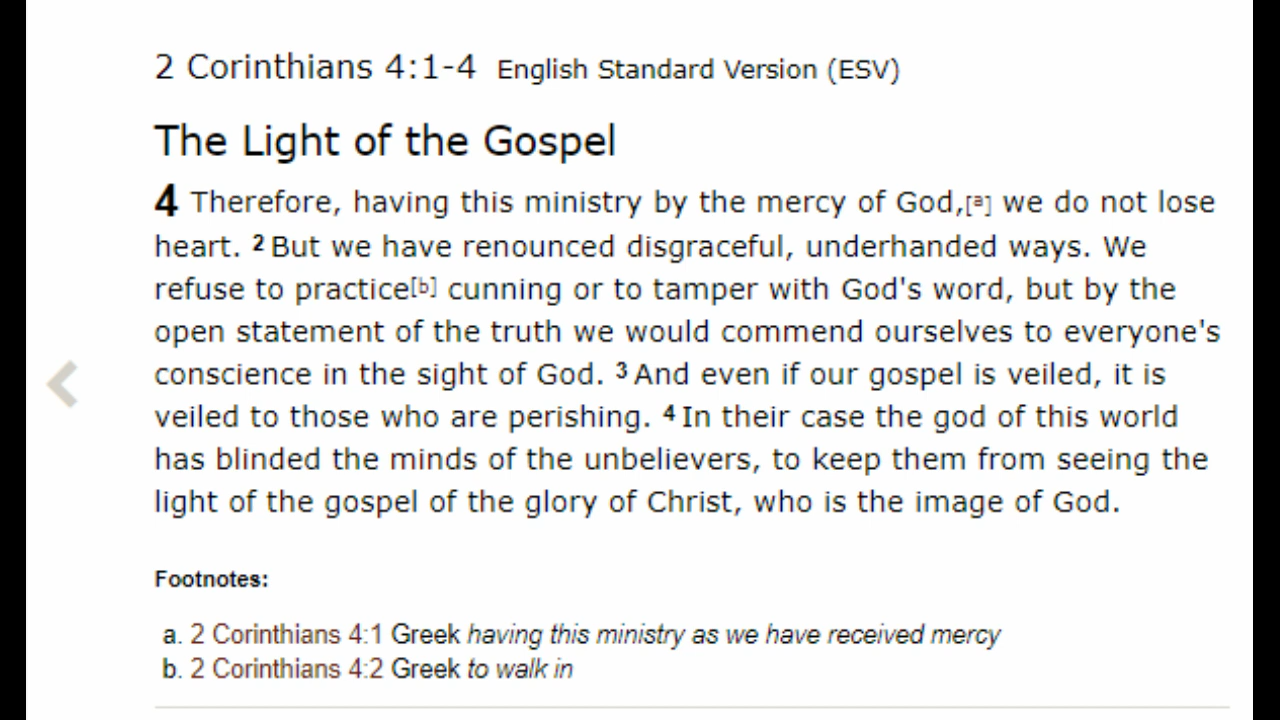 2 Corinthians 4:1-4 English Standard Version (ESV)
The Light of the Gospel
4 Therefore, having this ministry by the mercy of God,[a] we do not lose
heart. 2 But we have renounced disgraceful, underhanded ways. We
refuse to practice[b] cunning or to tamper with God's word, but by the
open statement of the truth we would commend ourselves to everyone's
conscience in the sight of God. 3 And even if our gospel is veiled, it is
veiled to those who are perishing. 4 In their case the god of this world
has blinded the minds of the unbelievers, to keep them from seeing the
light of the gospel of the glory of Christ, who is the image of God.
Footnotes:
a. 2 Corinthians 4:1 Greek having this ministry as we have received mercy
b. 2 Corinthians 4:2 Greek to walk in